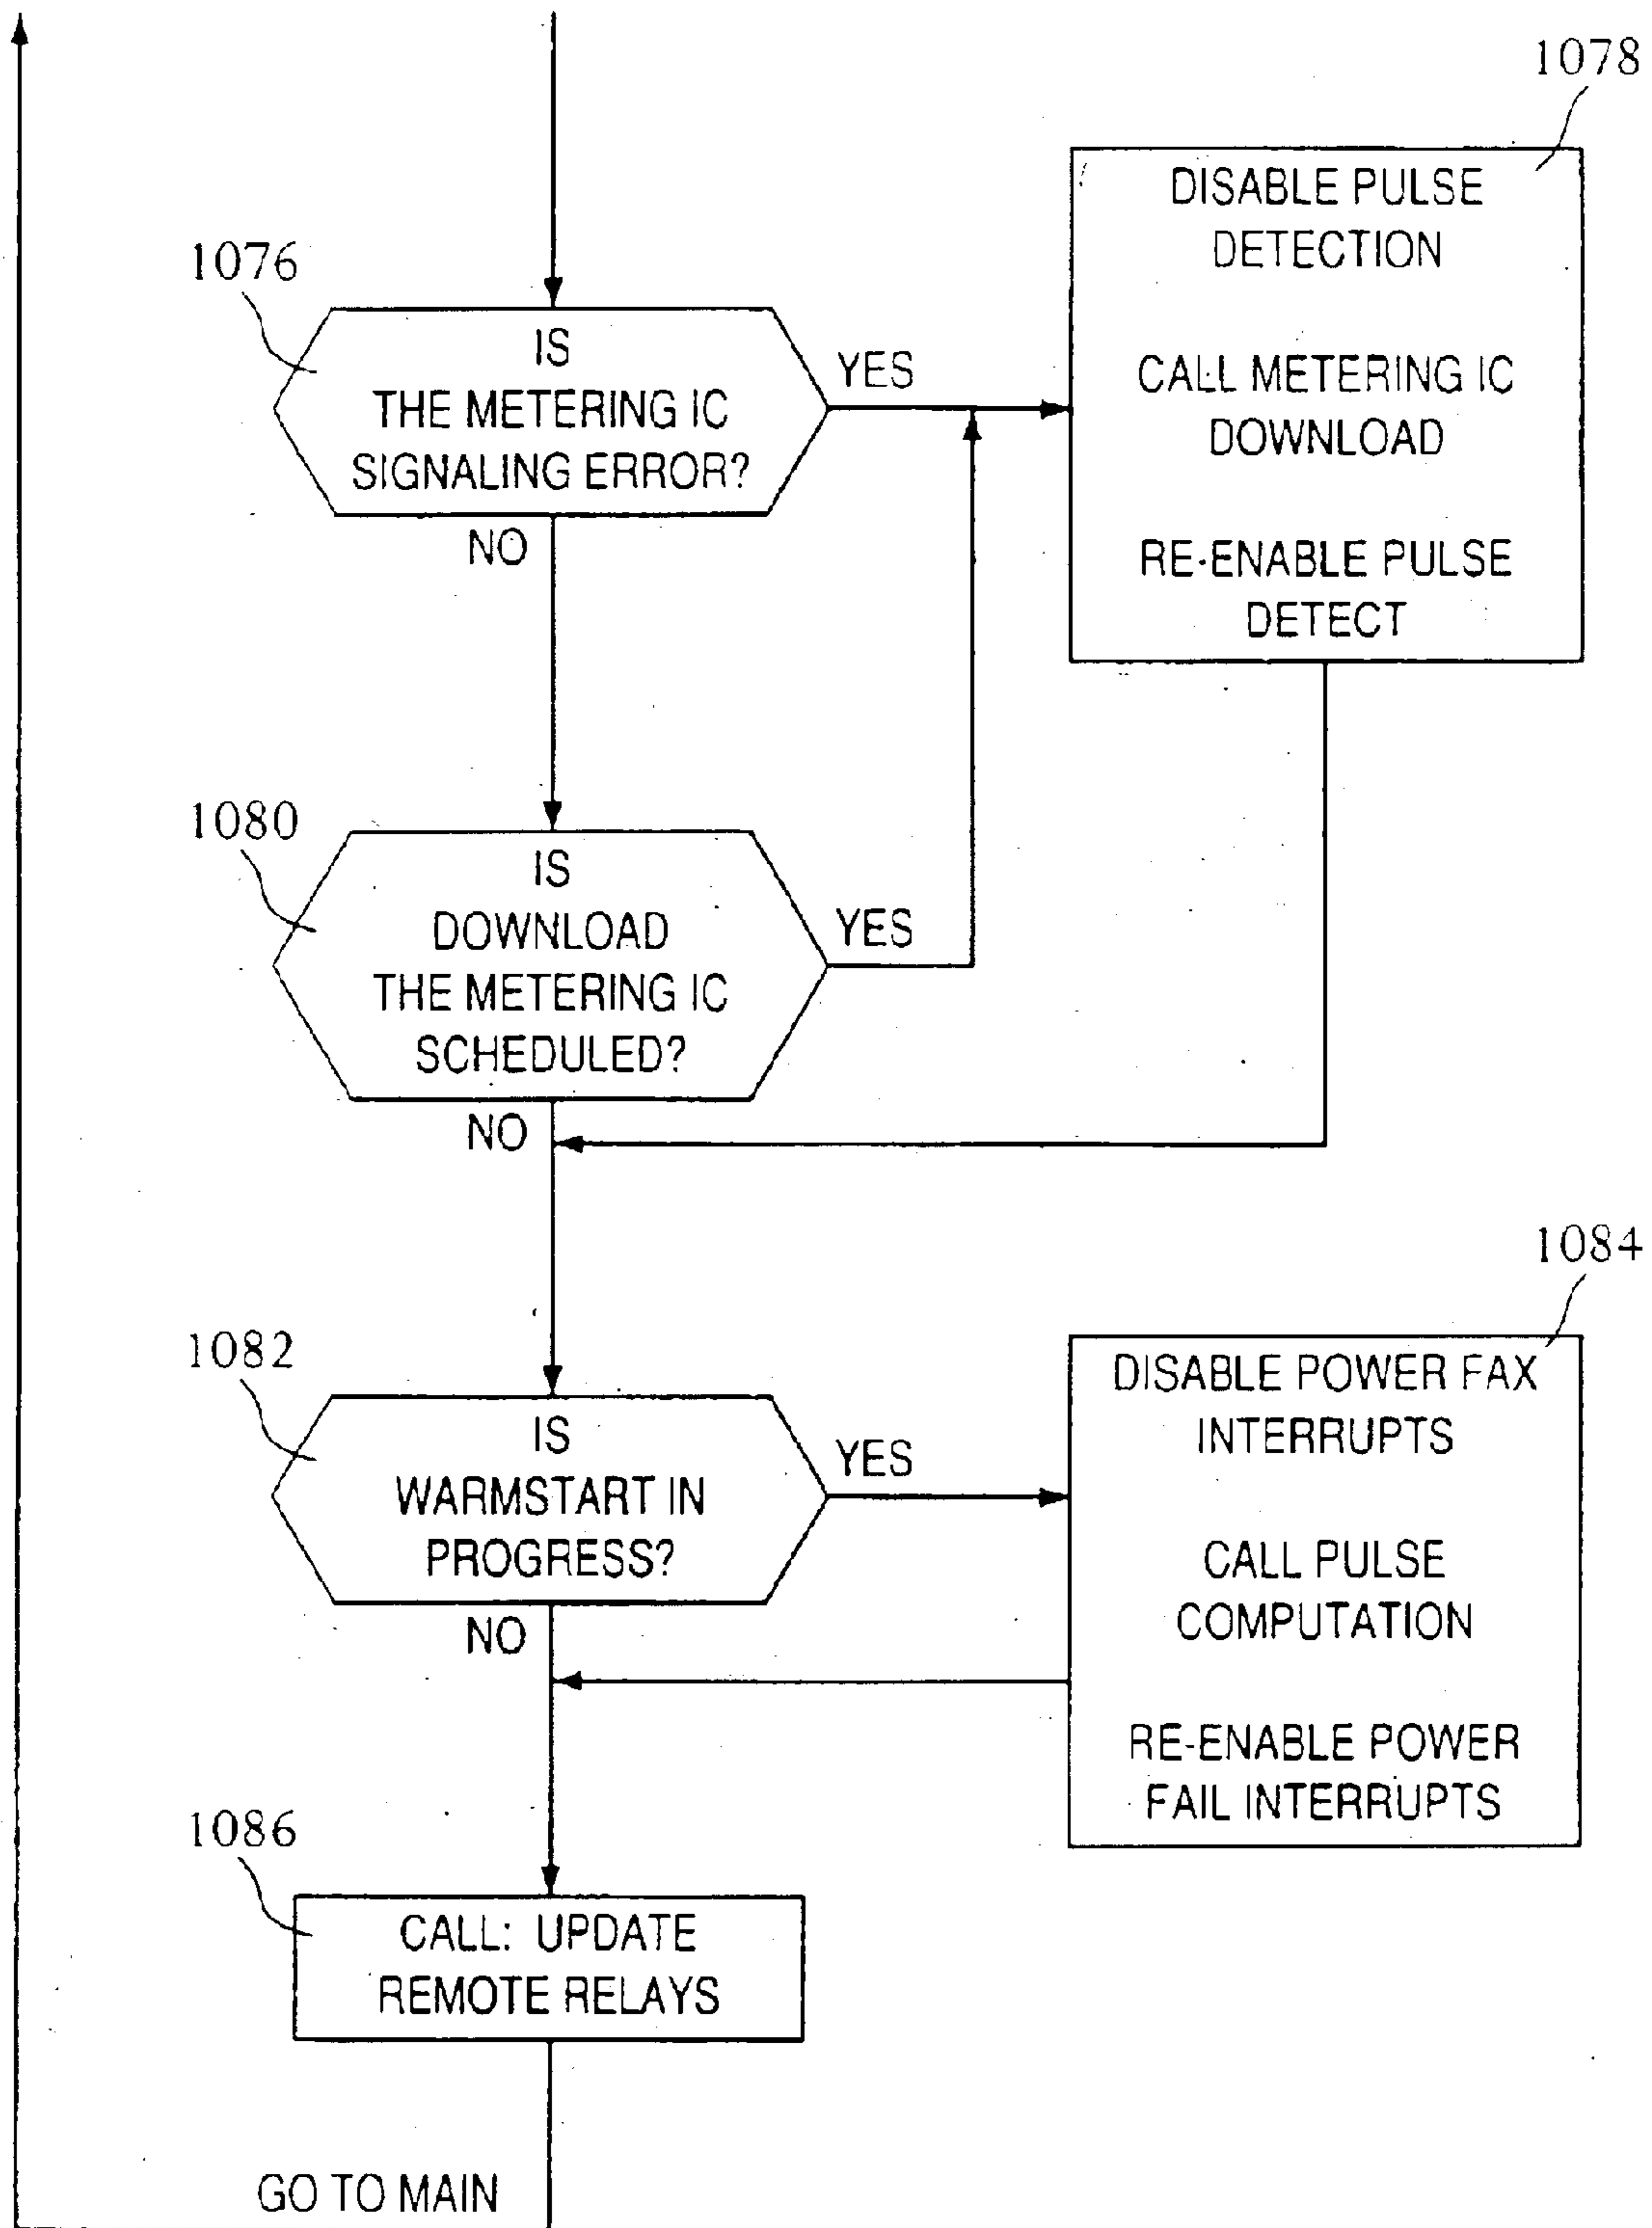 1078
DISABLE PULSE
DETECTION
CALL METERING IC
DOWNLOAD
RE-ENABLE PULSE
DETECT
1076
IS
THE METERING IC
SIGNALING ERROR?
YES
NO
1080
IS
DOWNLOAD
THE METERING IC
SCHEDULED?
YES
NO
1082
IS
WARMSTART IN
PROGRESS?
YES
NO
1084
DISABLE POWER FAX
INTERRUPTS
CALL PULSE
COMPUTATION
RE-ENABLE POWER
FAIL INTERRUPTS
1086
CALL: UPDATE
REMOTE RELAYS
GO TO MAIN